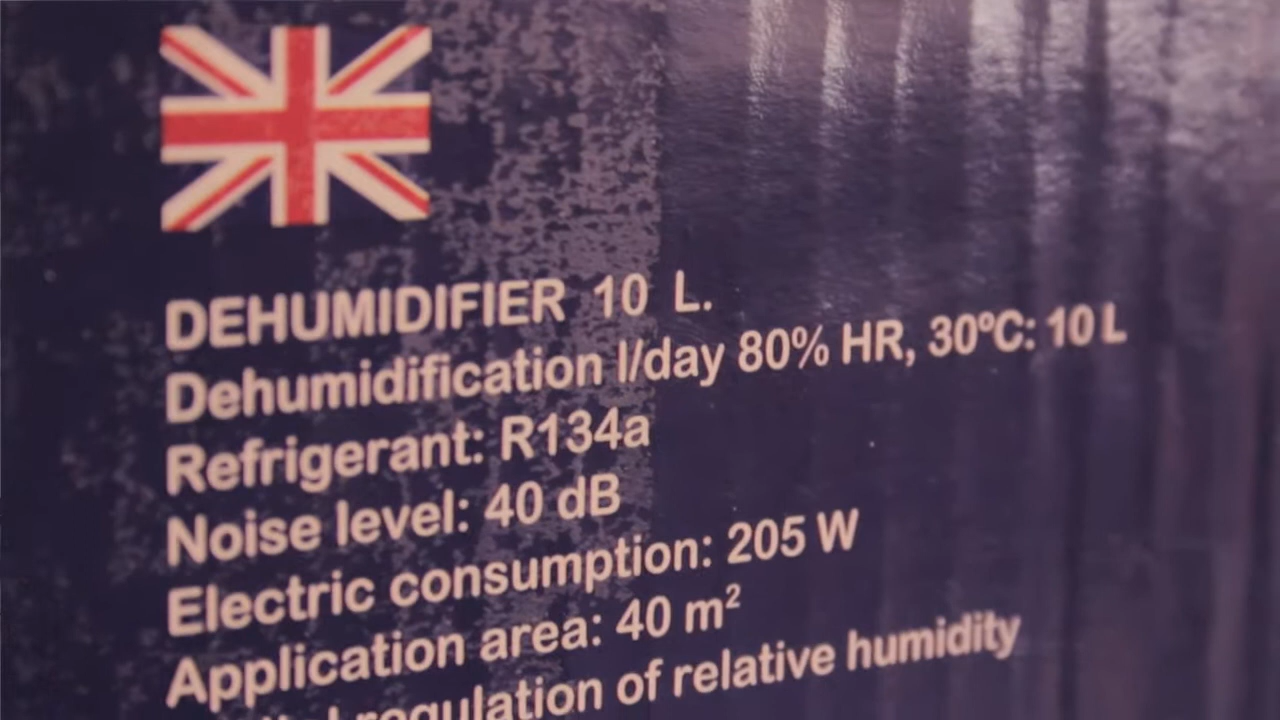 DEHUMIDIFIER 10 L.
Dehumidification l/day 80% HR, 30ºC: 10 L
Refrigerant: R134a
Noise level: 40 dB
Electric consumption: 205 W
Application area: 40 m²
regulation of relative humidity